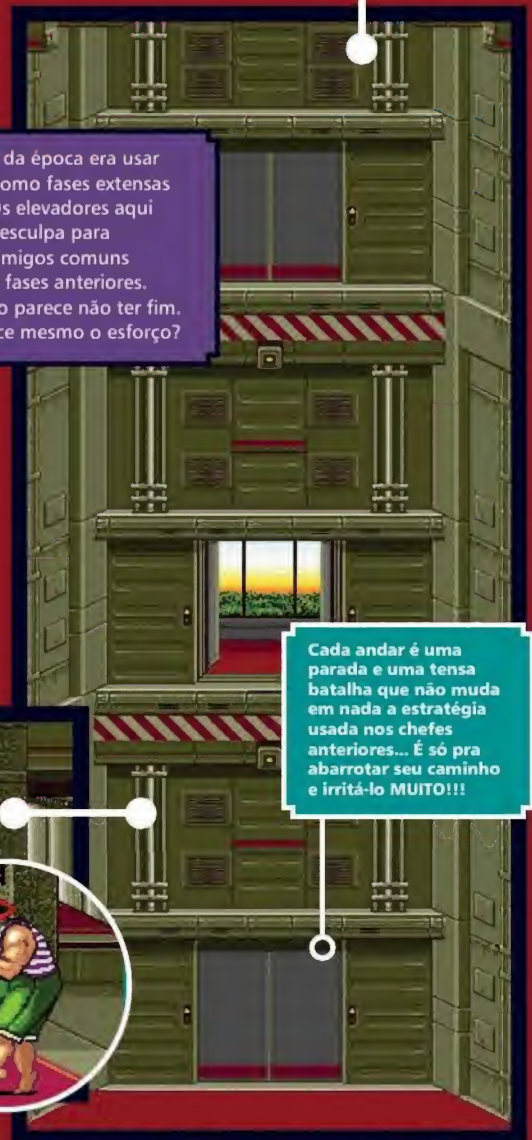 da época era usar
omo fases extensas
s elevadores aqui
esculpa para
migos comuns
fases anteriores.
o parece não ter fim.
ce mesmo o esforço?
Cada andar é uma
parada e uma tensa
batalha que não muda
em nada a estratégia
usada nos chefes
anteriores... É só pra
abarrotar seu caminho
e irritá-lo MUITO!!!